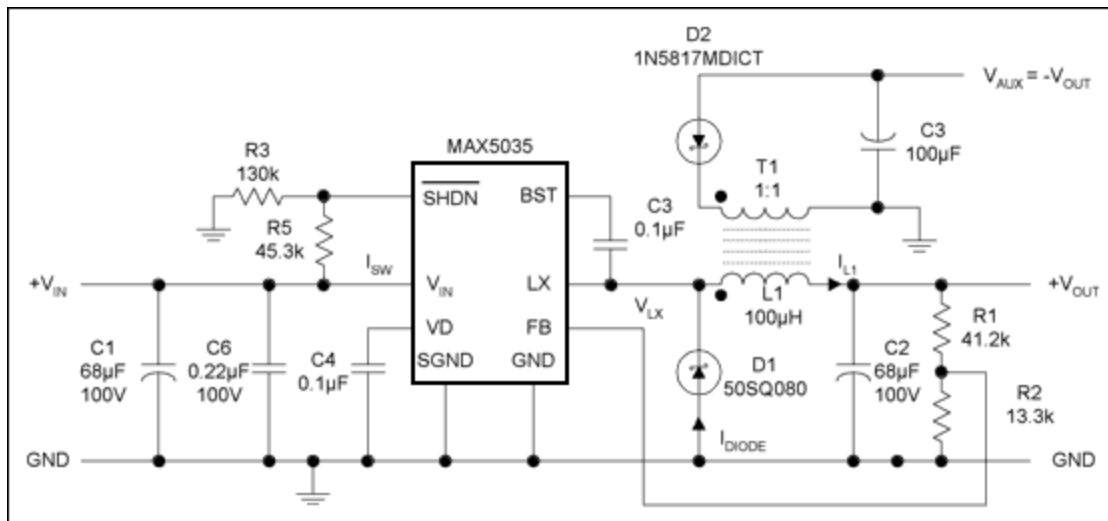 D2
1N5817MDICT
V_AUX = -V_OUT
C3
100µF
MAX5035
T1
1:1
R3
130k
SHDN
BST
C3
0.1µF
R5
45.3k
I_SW
I_L1
+V_IN
V_IN
LX
+V_OUT
V_LX
L1
100µH
R1
41.2k
VD
FB
C1
68µF
100V
C6
0.22µF
100V
C4
0.1µF
SGND
GND
D1
50SQ080
C2
68µF
100V
R2
13.3k
I_DIODE
GND
GND